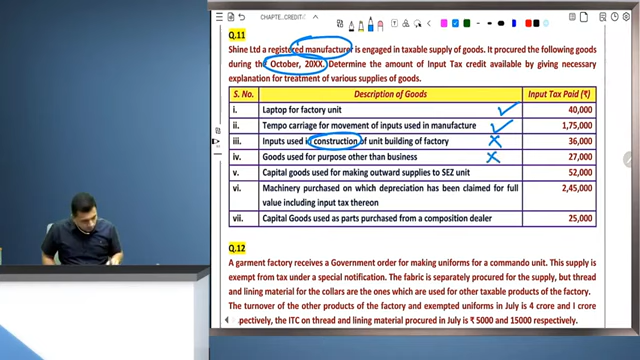 CHAPTE..CREDIT
Q.11
Shine Ltd a registered manufacturer is engaged in taxable supply of goods. It procured the following goods
during the October, 20XX. Determine the amount of Input Tax credit available by giving necessary
explanation for treatment of various supplies of goods.
S. No. Description of Goods Input Tax Paid (₹)
i. Laptop for factory unit 40,000
ii. Tempo carriage for movement of inputs used in manufacture 1,75,000
iii. Inputs used in construction of unit building of factory 36,000
iv. Goods used for purpose other than business 27,000
v. Capital goods used for making outward supplies to SEZ unit 52,000
vi. Machinery purchased on which depreciation has been claimed for full 2,45,000
value including input tax thereon
vii. Capital Goods used as parts purchased from a composition dealer 25,000
Q.12
A garment factory receives a Government order for making uniforms for a commando unit. This supply is
exempt from tax under a special notification. The fabric is separately procured for the supply, but thread
and lining material for the collars are the ones which are used for other taxable products of the factory.
The turnover of the other products of the factory and exempted uniforms in July is 4 crore and 1 crore
pectively, the ITC on thread and lining material procured in July is ₹ 5000 and 15000 respectively.